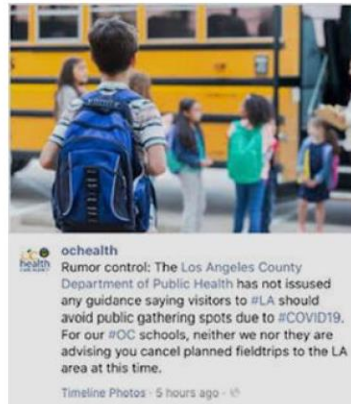 ochealth
health
Rumor control: The Los Angeles County
Department of Public Health has not issused
any guidance saying visitors to #LA should
avoid public gathering spots due to #COVID19.
For our #OC schools, neither we nor they are
advising you cancel planned fieldtrips to the LA
area at this time.
Timeline Photos · 5 hours ago ·